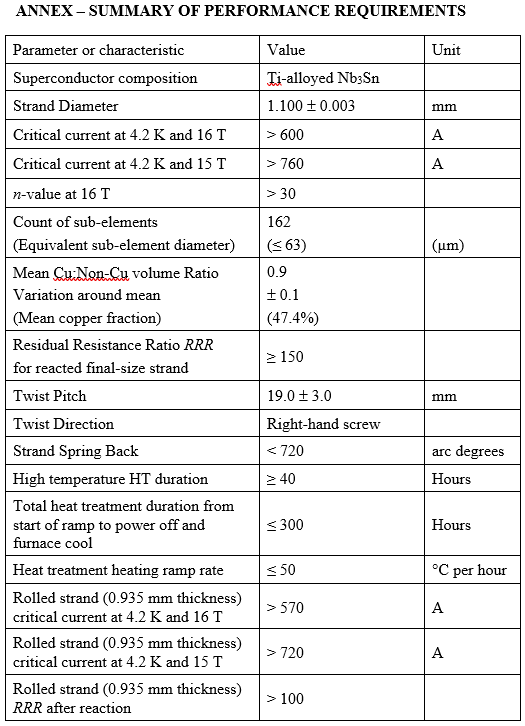 ANNEX – SUMMARY OF PERFORMANCE REQUIREMENTS
Parameter or characteristic Value Unit
Superconductor composition Ti-alloyed Nb3Sn
Strand Diameter 1.100 ± 0.003 mm
Critical current at 4.2 K and 16 T > 600 A
Critical current at 4.2 K and 15 T > 760 A
n-value at 16 T > 30
Count of sub-elements 162
(Equivalent sub-element diameter) (≤ 63) (μm)
Mean Cu:Non-Cu volume Ratio 0.9
Variation around mean ± 0.1
(Mean copper fraction) (47.4%)
Residual Resistance Ratio RRR
for reacted final-size strand
≥ 150
Twist Pitch 19.0 ± 3.0 mm
Twist Direction Right-hand screw
Strand Spring Back < 720 arc degrees
High temperature HT duration ≥ 40 Hours
Total heat treatment duration from
start of ramp to power off and
furnace cool
≤ 300 Hours
Heat treatment heating ramp rate ≤ 50 °C per hour
Rolled strand (0.935 mm thickness)
critical current at 4.2 K and 16 T
> 570 A
Rolled strand (0.935 mm thickness)
critical current at 4.2 K and 15 T
> 720 A
Rolled strand (0.935 mm thickness)
RRR after reaction
> 100